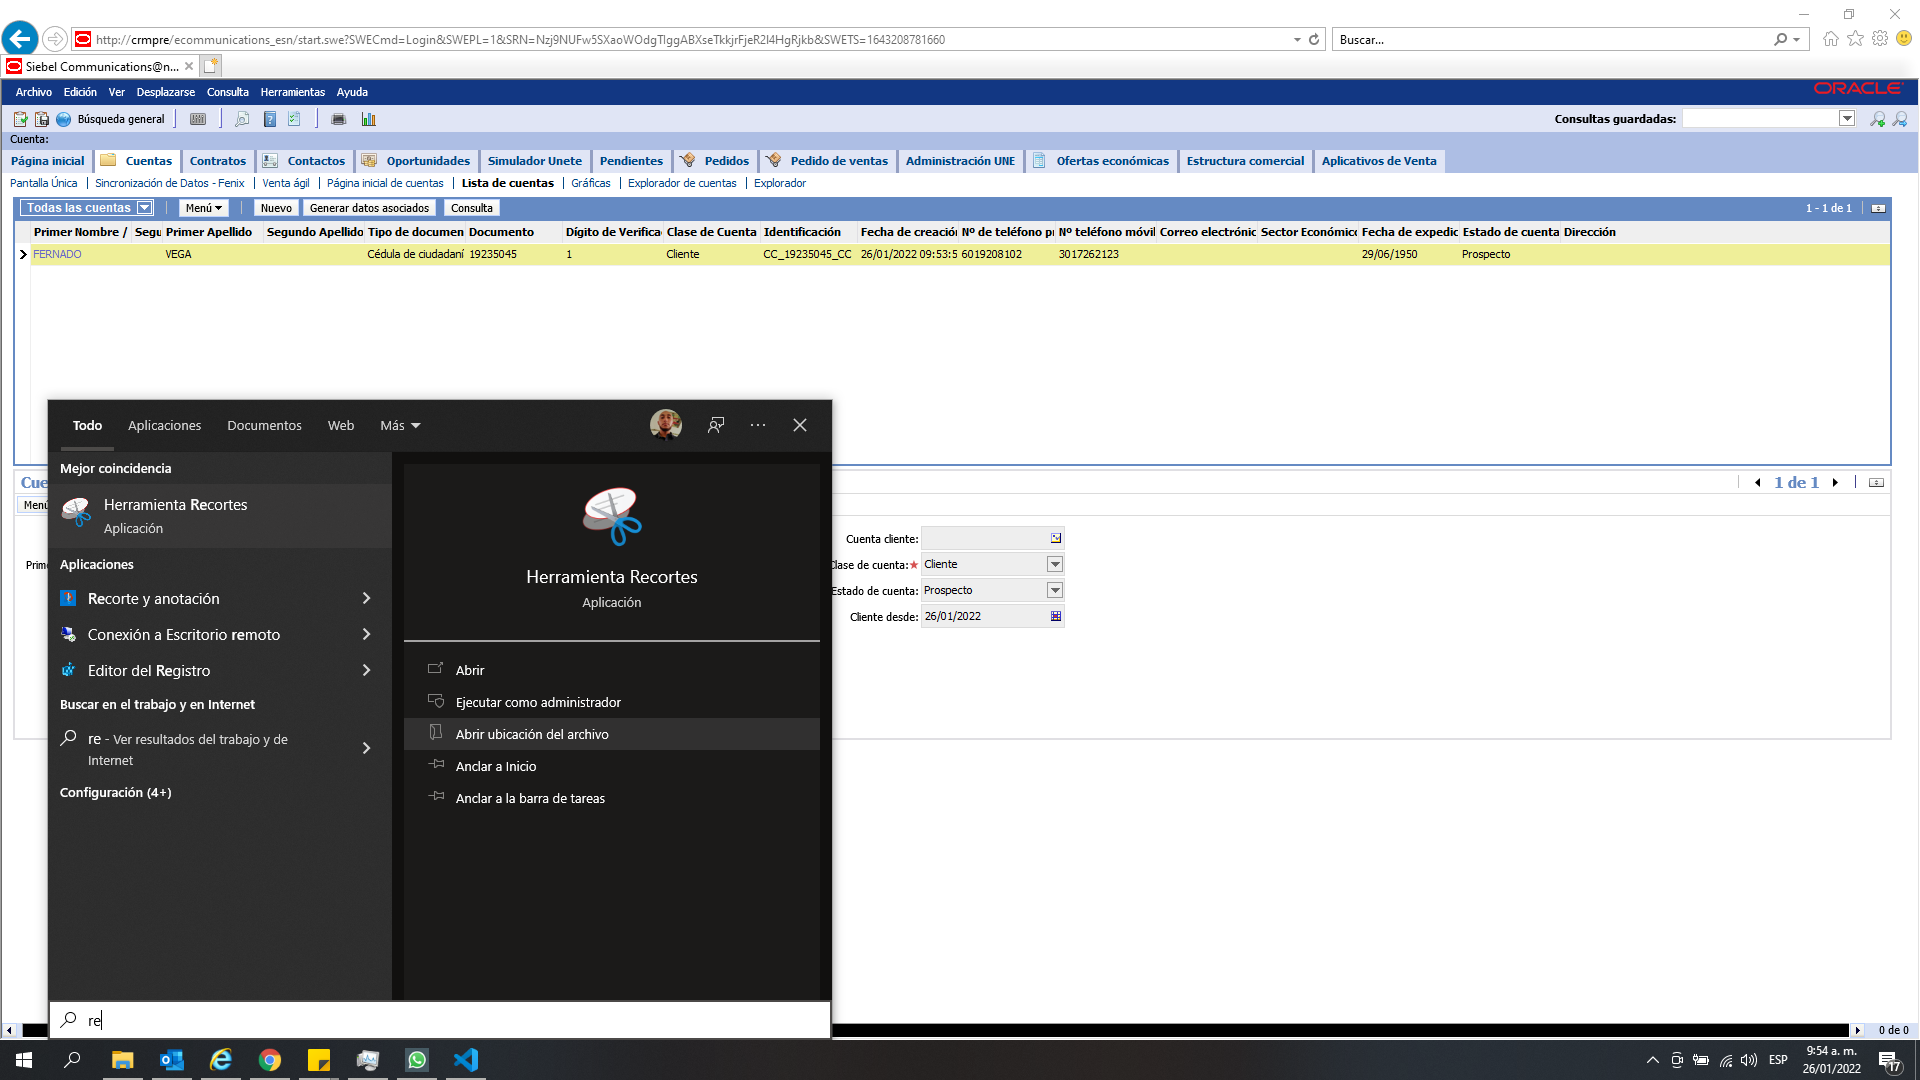 http://crmpre/ecommunications_esn/start.swe?SWECmd=Login&SWEPL=1&SRN=Nzj9NUFw5SXaoWOdgTlggABXseTkkjrFjeR2I4HgRjkb&SWETS=1643208781660
Buscar...
Siebel Communications@n...
Archivo Edición Ver Desplazarse Consulta Herramientas Ayuda
ORACLE
Búsqueda general
Consultas guardadas:
Cuenta:
Página inicial Cuentas Contratos Contactos Oportunidades Simulador Unete Pendientes Pedidos Pedido de ventas Administración UNE Ofertas económicas Estructura comercial Aplicativos de Venta
Pantalla Única Sincronización de Datos - Fenix Venta ágil Página inicial de cuentas Lista de cuentas Gráficas Explorador de cuentas Explorador
Todas las cuentas Menú Nuevo Generar datos asociados Consulta 1 - 1 de 1
Primer Nombre / Segu Primer Apellido Segundo Apellido Tipo de documen Documento Dígito de Verifica Clase de Cuenta Identificación Fecha de creación Nº de teléfono pr Nº teléfono móvil Correo electrónic Sector Económico Fecha de expedic Estado de cuenta Dirección
FERNADO VEGA Cédula de ciudadaní 19235045 1 Cliente CC_19235045_CC 26/01/2022 09:53:5 6019208102 3017262123 29/06/1950 Prospecto
Cue
1 de 1
Menú
Prime
Cuenta cliente:
Clase de cuenta:★ Cliente
Estado de cuenta: Prospecto
Cliente desde: 26/01/2022
Todo Aplicaciones Documentos Web Más
Mejor coincidencia
Herramienta Recortes
Aplicación
Aplicaciones
Recorte y anotación
Conexión a Escritorio remoto
Editor del Registro
Buscar en el trabajo y en Internet
re - Ver resultados del trabajo y de
Internet
Configuración (4+)
Herramienta Recortes
Aplicación
Abrir
Ejecutar como administrador
Abrir ubicación del archivo
Anclar a Inicio
Anclar a la barra de tareas
re
0 de 0
ESP
9:54 a. m.
26/01/2022
17